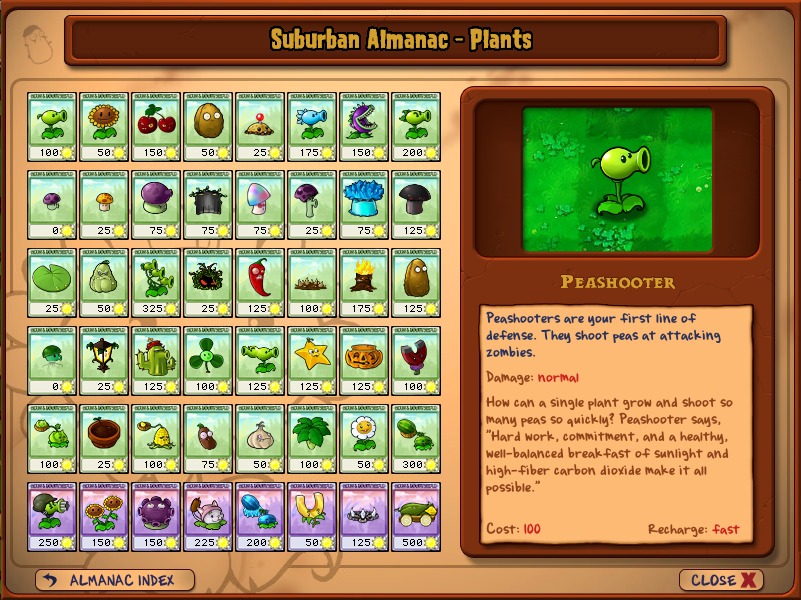 Suburban Almanac - Plants
100 50 150 50 25 175 150 200
0 25 75 75 75 25 75 125
25 50 325 25 125 100 175 125
0 25 125 100 125 125 125 100
100 25 100 75 50 100 50 300
250 150 150 225 200 50 125 500
PEASHOOTER
Peashooters are your first line of
defense. They shoot peas at attacking
zombies.
Damage: normal
How can a single plant grow and shoot so
many peas so quickly? Peashooter says,
"Hard work, commitment, and a healthy,
well-balanced breakfast of sunlight and
high-fiber carbon dioxide make it all
possible."
Cost: 100 Recharge: fast
ALMANAC INDEX
CLOSE X